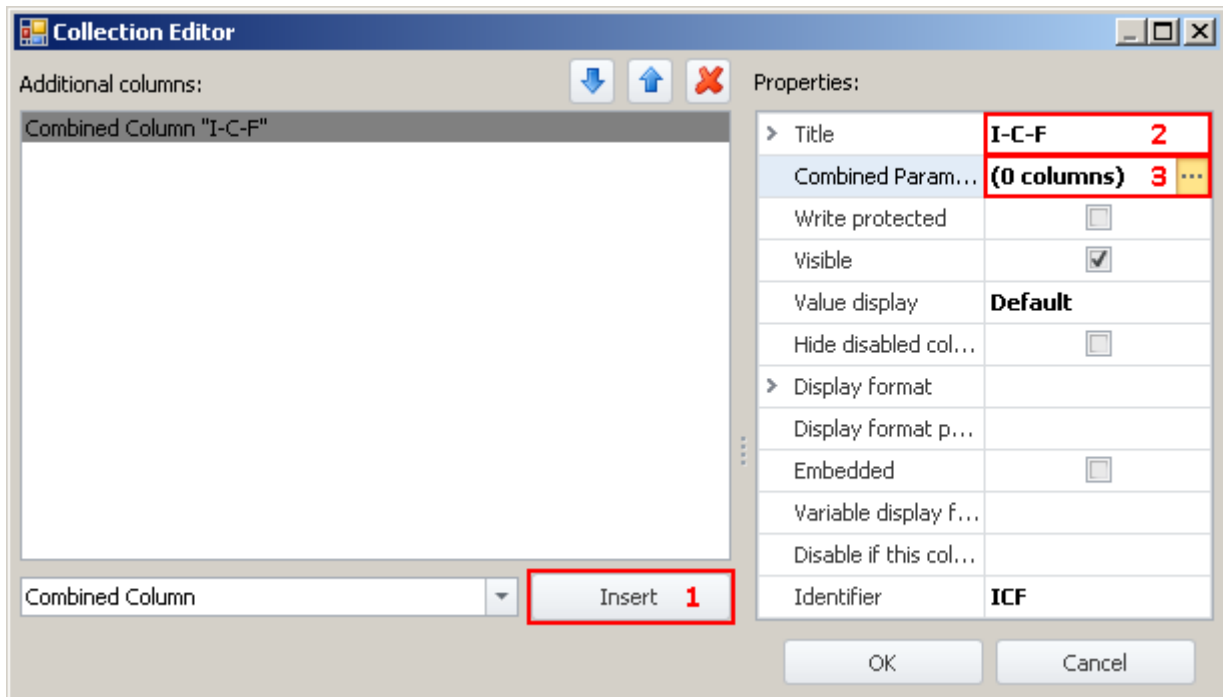 Collection Editor
Additional columns:
Properties:
Combined Column "I-C-F"
Title I-C-F 2
Combined Param... (0 columns) 3 ...
Write protected
Visible
Value display Default
Hide disabled col...
Display format
Display format p...
Embedded
Variable display f...
Disable if this col...
Identifier ICF
Combined Column
Insert 1
OK
Cancel